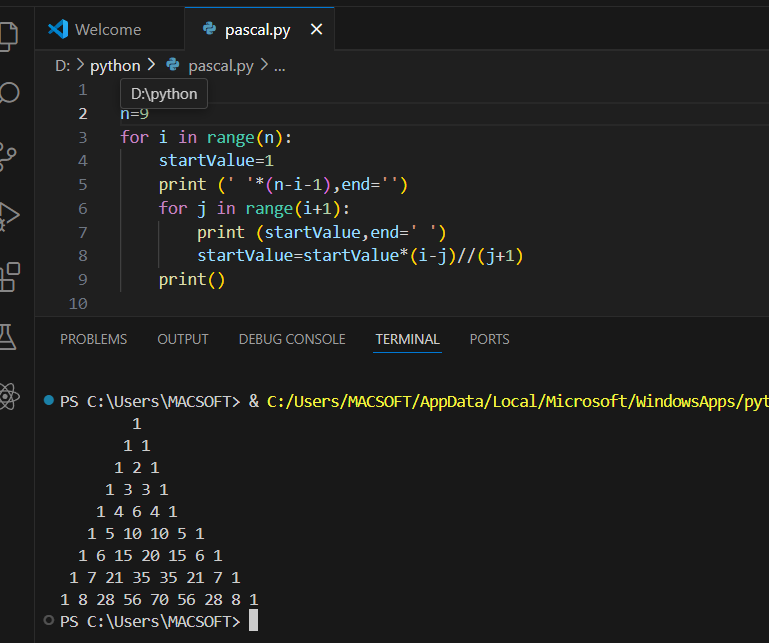 Welcome pascal.py
D: > python > pascal.py > ...
D:\python
1
2 n=9
3 for i in range(n):
4     startValue=1
5     print (' '*(n-i-1),end='')
6     for j in range(i+1):
7         print (startValue,end=' ')
8         startValue=startValue*(i-j)//(j+1)
9     print()
10
PROBLEMS OUTPUT DEBUG CONSOLE TERMINAL PORTS
PS C:\Users\MACSOFT> & C:/Users/MACSOFT/AppData/Local/Microsoft/WindowsApps/pyt
        1
       1 1
      1 2 1
     1 3 3 1
    1 4 6 4 1
   1 5 10 10 5 1
  1 6 15 20 15 6 1
 1 7 21 35 35 21 7 1
1 8 28 56 70 56 28 8 1
PS C:\Users\MACSOFT>